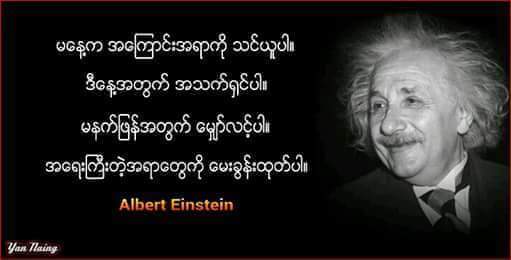 မနေ့က အကြောင်းအရာကို သင်ယူပါ။
ဒီနေ့အတွက် အသက်ရှင်ပါ။
မနက်ဖြန်အတွက် မျှော်လင့်ပါ။
အရေးကြီးတဲ့အရာတွေကို မေးခွန်းထုတ်ပါ။
Albert Einstein
Yan Naing